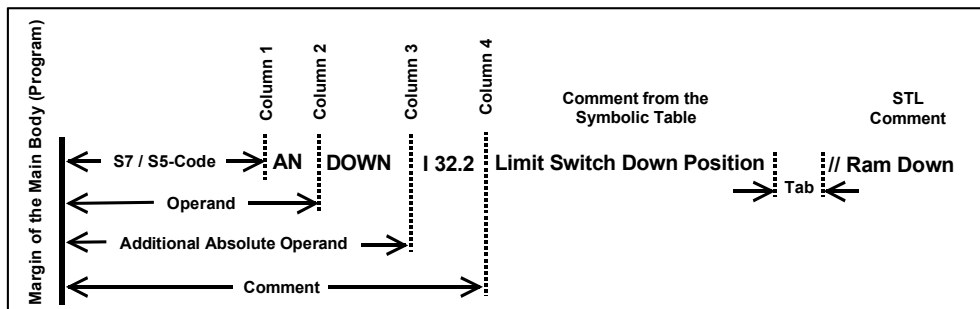 Margin of the Main Body (Program)
Column 1
Column 2
Column 3
Column 4
Comment from the
Symbolic Table
STL
Comment
S7 / S5-Code
AN
DOWN
I 32.2
Limit Switch Down Position
// Ram Down
Tab
Operand
Additional Absolute Operand
Comment